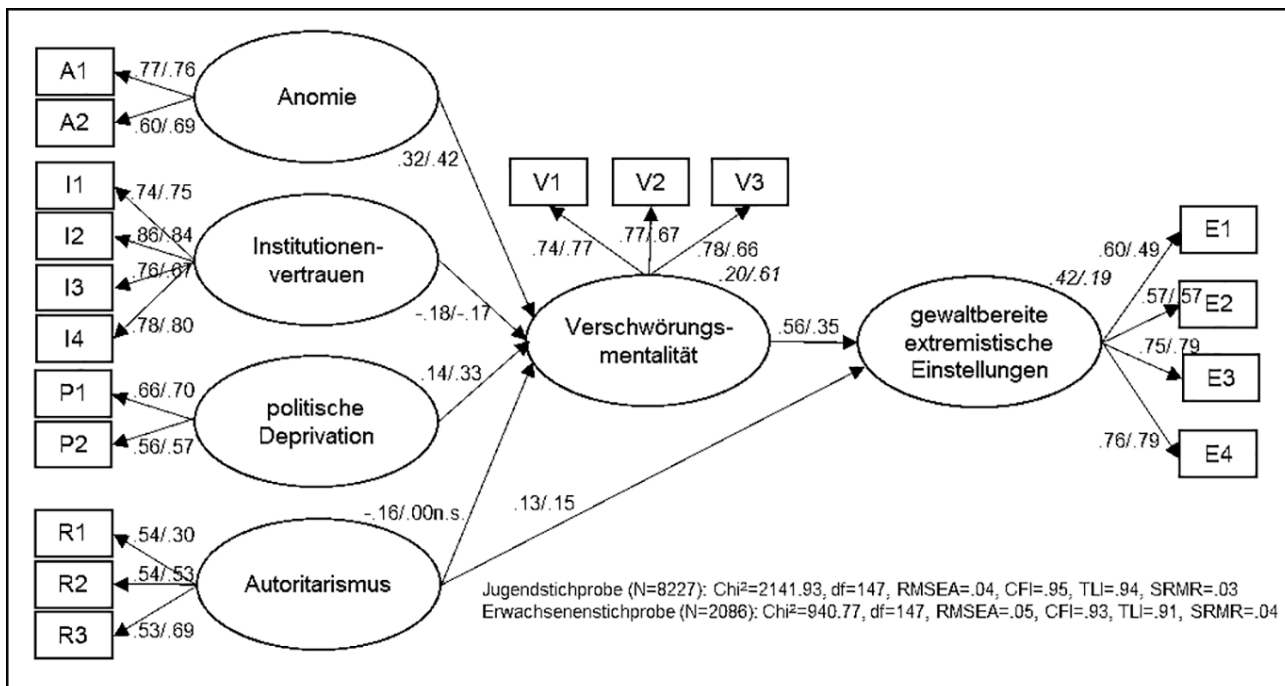 A1
.77/.76
A2
.60/.69
Anomie
.32/.42
I1
.74/.75
I2
.86/.84
I3
.76/.67
I4
.78/.80
Institutionen-
vertrauen
-.18/-.17
P1
.66/.70
P2
.56/.57
politische
Deprivation
.14/.33
R1
.54/.30
R2
.54/.53
R3
.53/.69
Autoritarismus
-.16/.00n.s.
.13/.15
V1
V2
V3
.74/.77
.77/.67
.78/.66
.20/.61
Verschwörungs-
mentalität
.56/.35
.42/.19
gewaltbereite
extremistische
Einstellungen
.60/.49
E1
.57/.57
E2
.75/.79
E3
.76/.79
E4
Jugendstichprobe (N=8227): Chi²=2141.93, df=147, RMSEA=.04, CFI=.95, TLI=.94, SRMR=.03
Erwachsenenstichprobe (N=2086): Chi²=940.77, df=147, RMSEA=.05, CFI=.93, TLI=.91, SRMR=.04